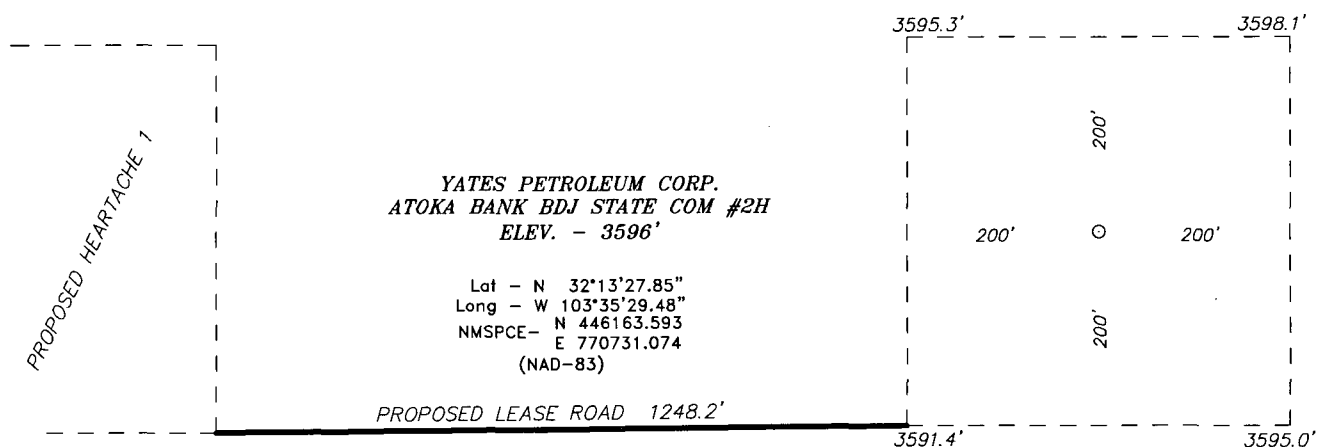 3595.3'
3598.1'
PROPOSED HEARTACHE 1
200'
YATES PETROLEUM CORP.
ATOKA BANK BDJ STATE COM #2H
ELEV. - 3596'
200'
200'
Lat - N 32°13'27.85"
Long - W 103°35'29.48"
NMSPCE- N 446163.593
E 770731.074
(NAD-83)
200'
PROPOSED LEASE ROAD 1248.2'
3591.4'
3595.0'